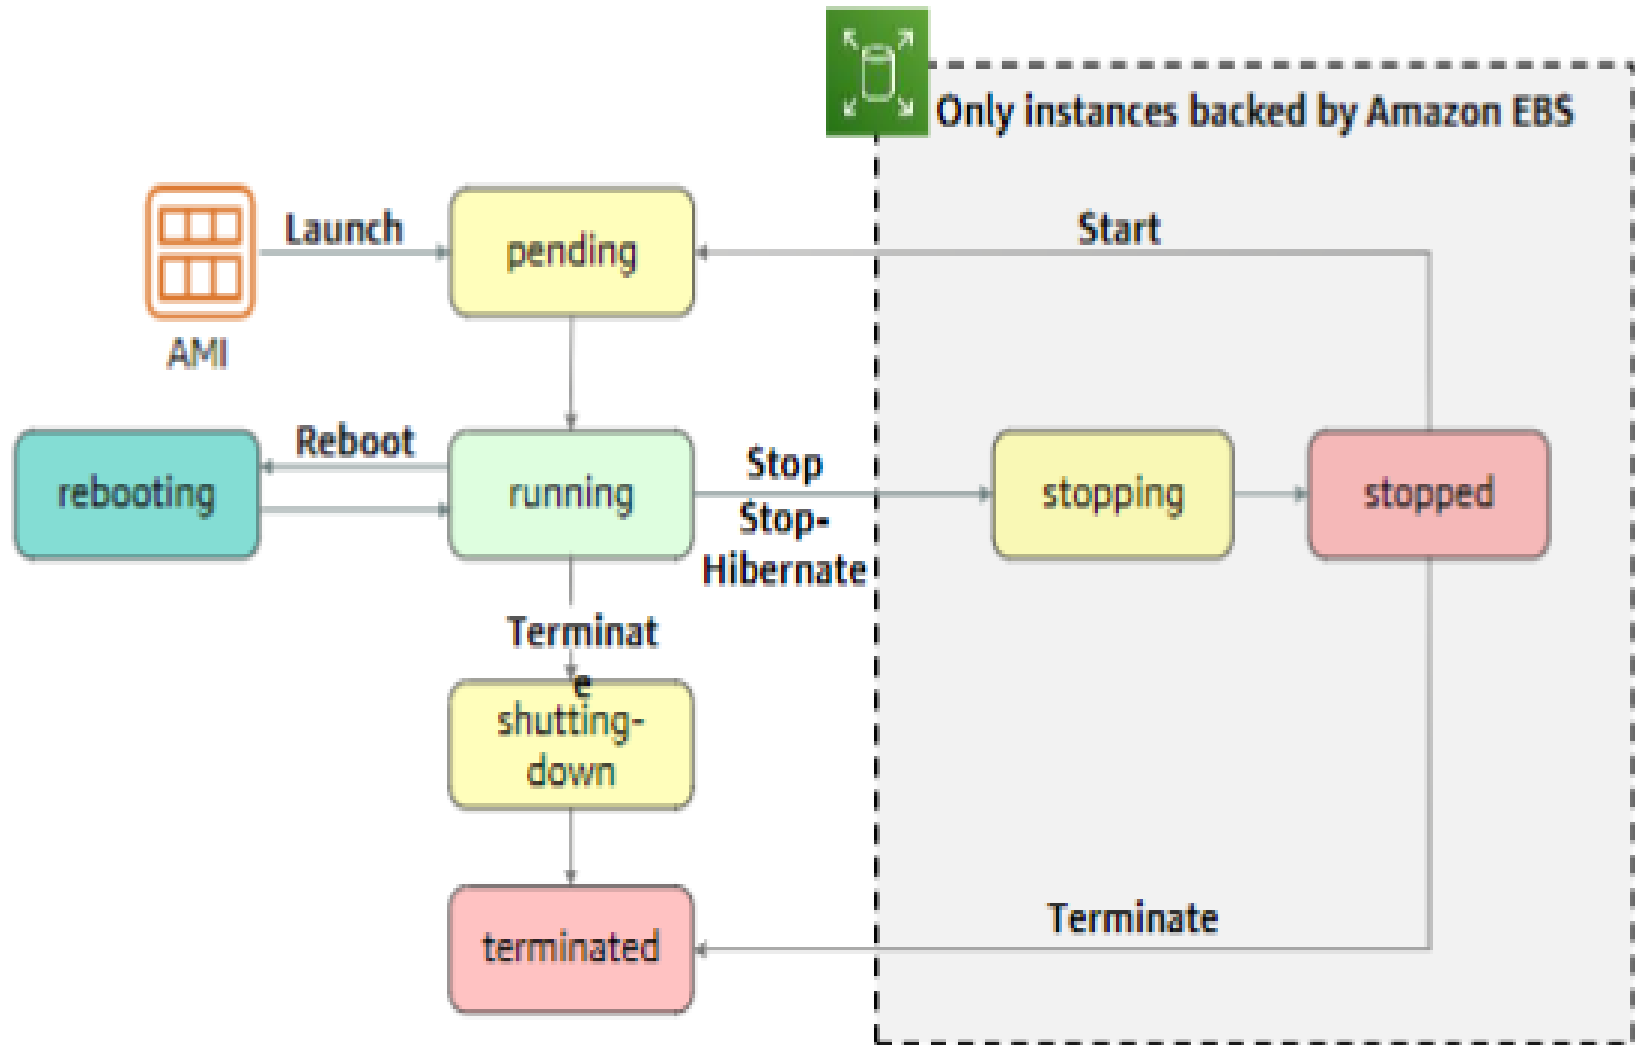 Only instances backed by Amazon EBS
Launch
pending
Start
AMI
Reboot
rebooting
running
Stop
Stop-
Hibernate
stopping
stopped
Terminat
e
shutting-
down
terminated
Terminate